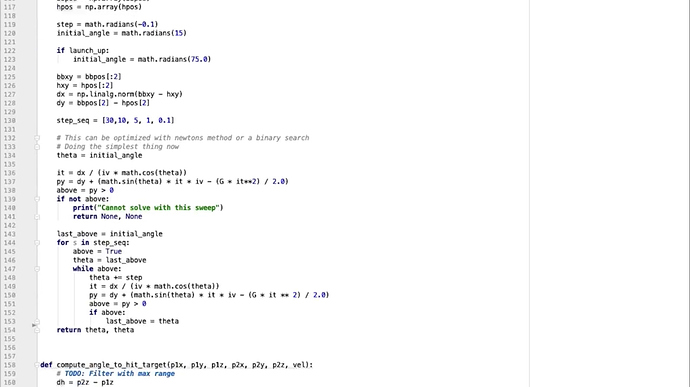 117 hpos = np.array(hpos)
118
119 step = math.radians(-0.1)
120 initial_angle = math.radians(15)
121
122 if launch_up:
123 initial_angle = math.radians(75.0)
124
125 bbxy = bbpos[:2]
126 hxy = hpos[:2]
127 dx = np.linalg.norm(bbxy - hxy)
128 dy = bbpos[2] - hpos[2]
129
130 step_seq = [30,10, 5, 1, 0.1]
131
132 # This can be optimized with newtons method or a binary search
133 # Doing the simplest thing now
134 theta = initial_angle
135
136 it = dx / (iv * math.cos(theta))
137 py = dy + (math.sin(theta) * it * iv - (G * it**2) / 2.0)
138 above = py > 0
139 if not above:
140 print("Cannot solve with this sweep")
141 return None, None
142
143 last_above = initial_angle
144 for s in step_seq:
145 above = True
146 theta = last_above
147 while above:
148 theta += step
149 it = dx / (iv * math.cos(theta))
150 py = dy + (math.sin(theta) * it * iv - (G * it ** 2) / 2.0)
151 above = py > 0
152 if above:
153 last_above = theta
154 return theta, theta
155
156
157
158 def compute_angle_to_hit_target(p1x, p1y, p1z, p2x, p2y, p2z, vel):
159 # TODO: Filter with max range
160 dh = p2z - p1z